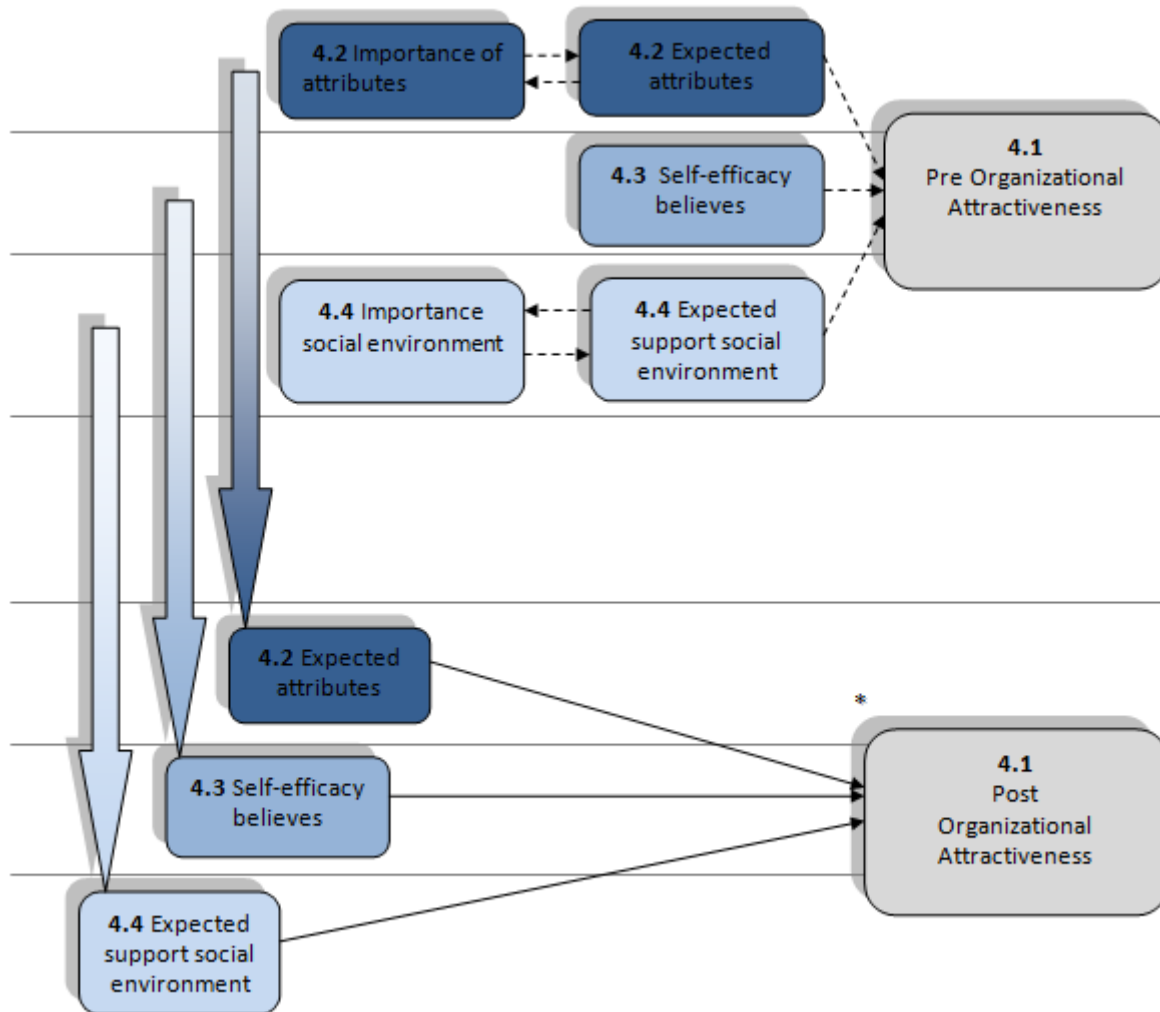 4.2 Importance of
attributes
4.2 Expected
attributes
4.1
Pre Organizational
Attractiveness
4.3 Self-efficacy
believes
4.4 Importance
social environment
4.4 Expected
support social
environment
4.2 Expected
attributes
*
4.1
Post
Organizational
Attractiveness
4.3 Self-efficacy
believes
4.4 Expected
support social
environment